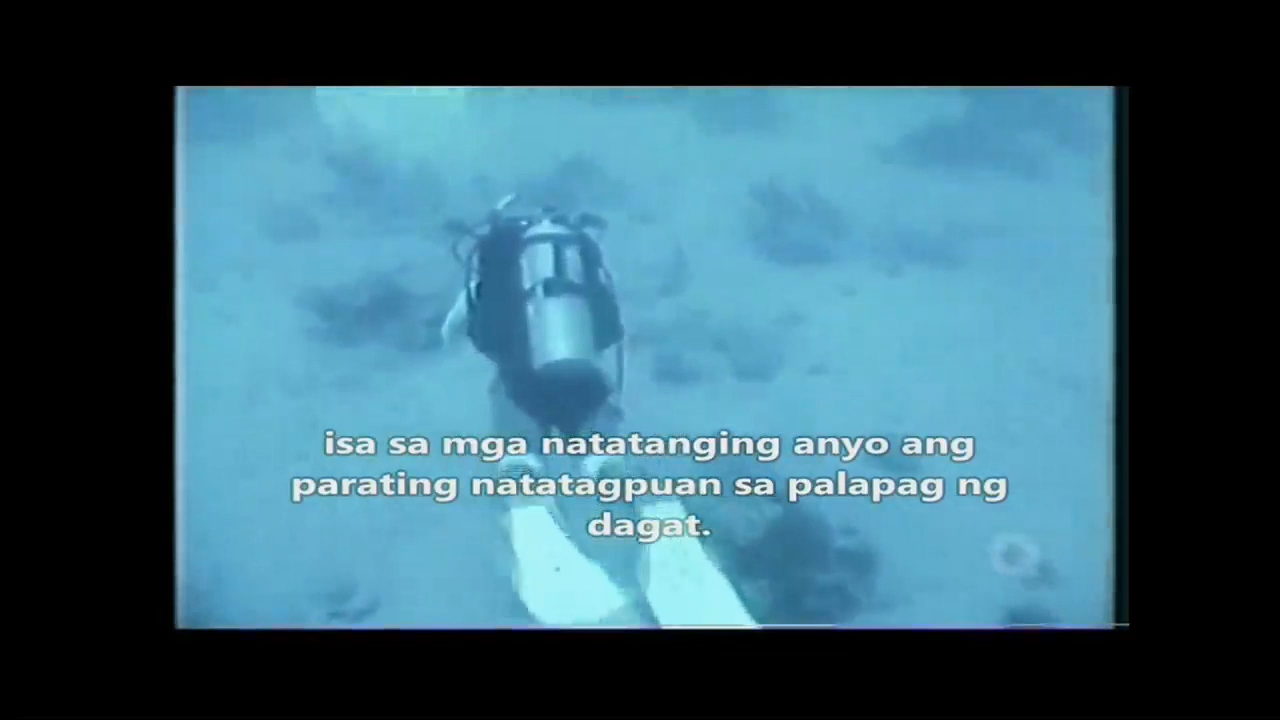 isa sa mga natatanging anyo ang
parating natatagpuan sa palapag ng
dagat.